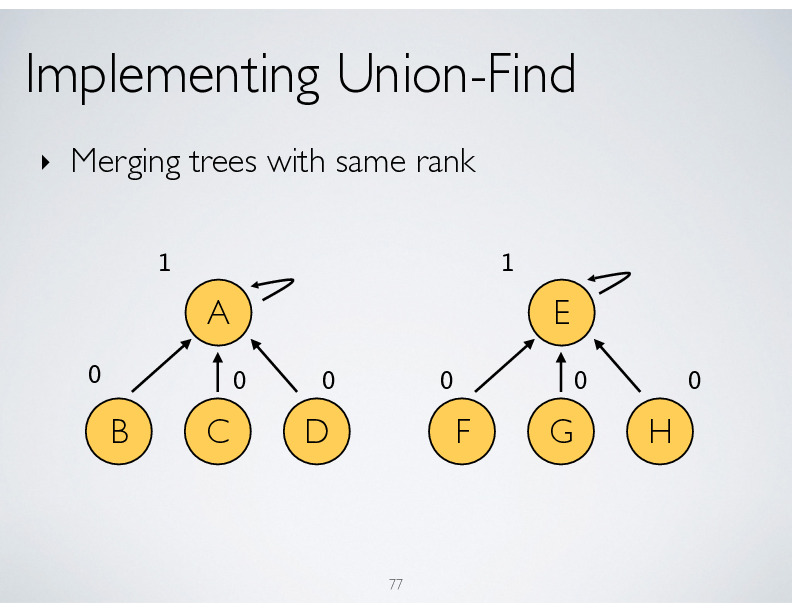 Implementing Union-Find
‣ Merging trees with same rank
1 1
A E
0 0 0 0 0 0
B C D F G H
77